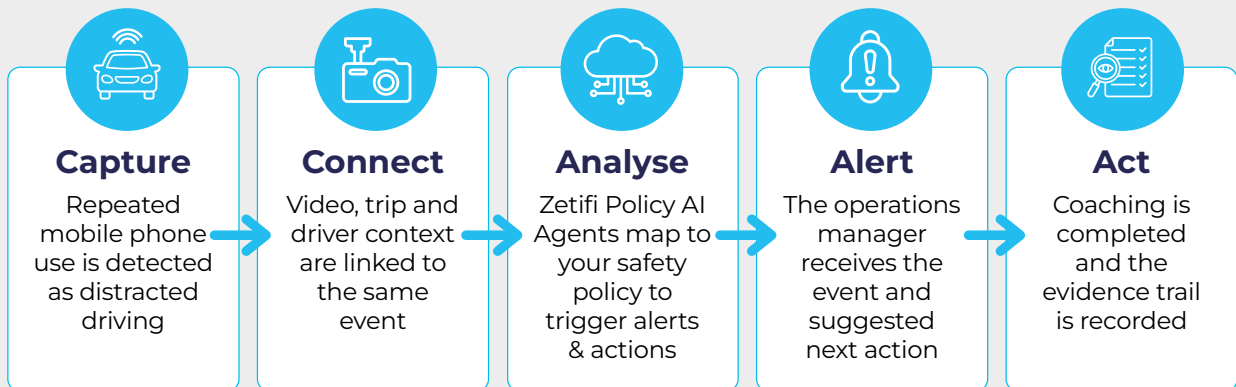 Capture
Repeated
mobile phone
use is detected
as distracted
driving
Connect
Video, trip and
driver context
are linked to
the same
event
Analyse
Zetifi Policy AI
Agents map to
your safety
policy to
trigger alerts
& actions
Alert
The operations
manager
receives the
event and
suggested
next action
Act
Coaching is
completed
and the
evidence trail
is recorded